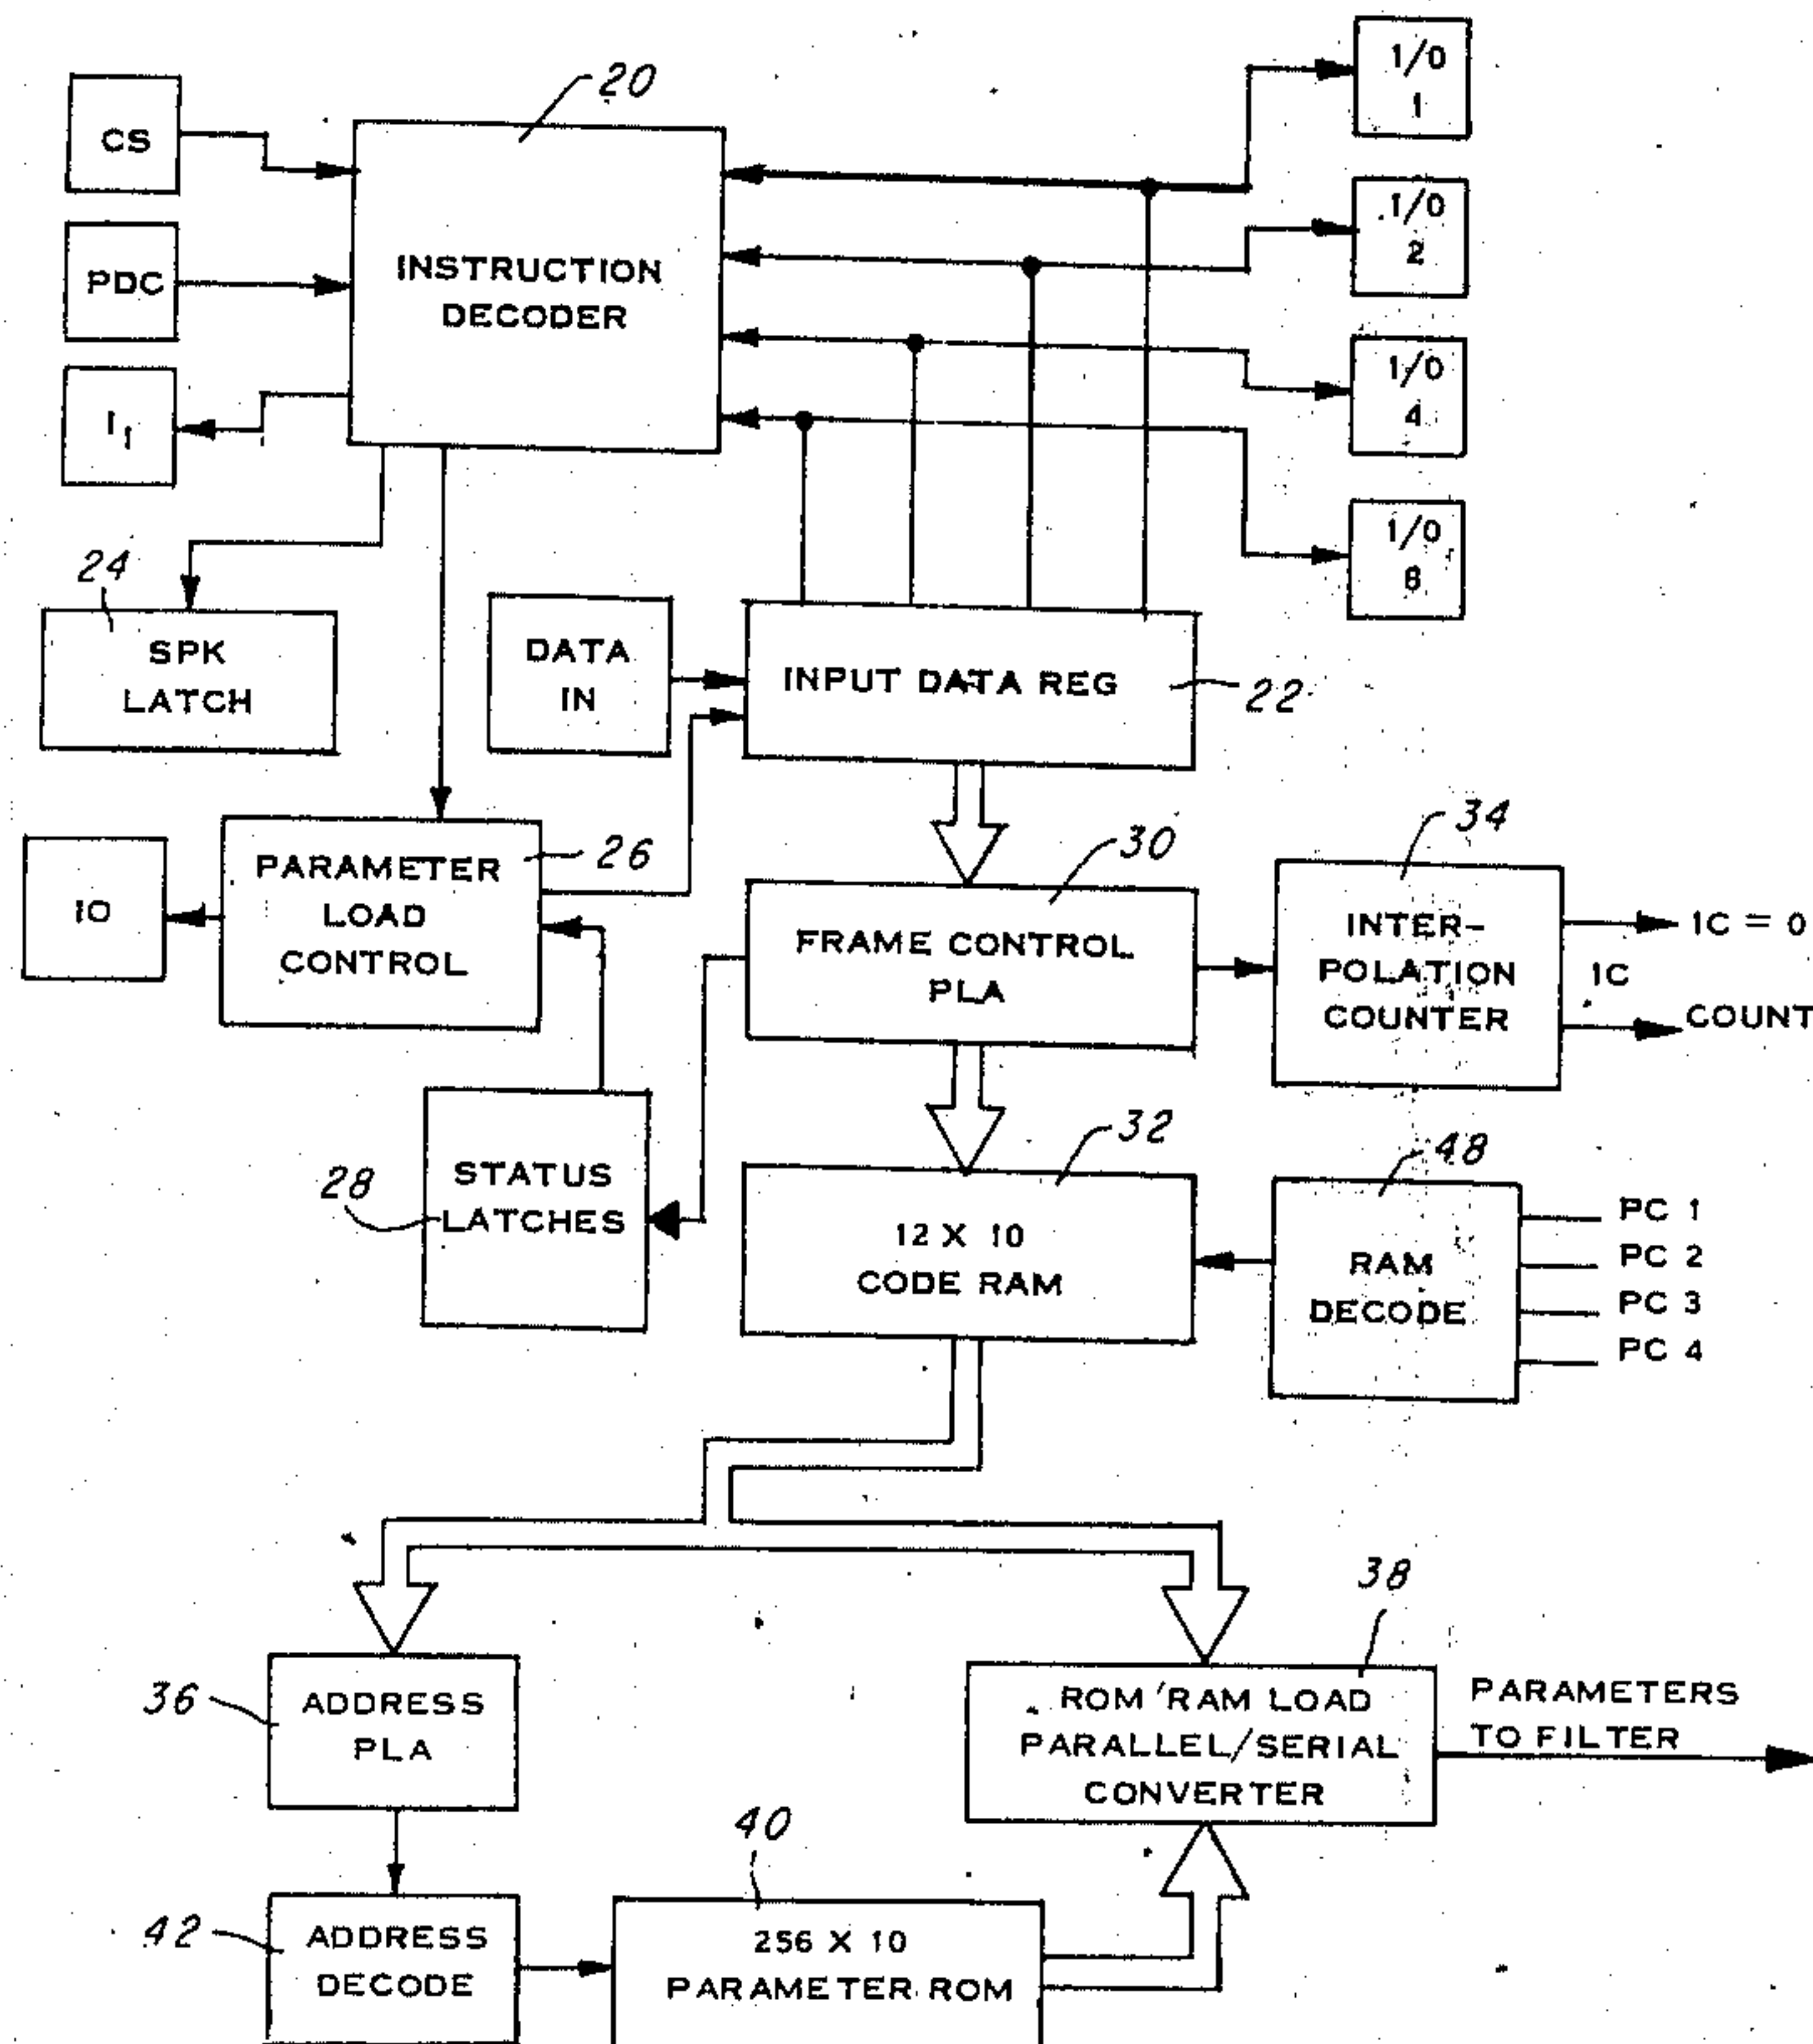 20
1/0
1
CS
1/0
2
PDC
INSTRUCTION
DECODER
1/0
4
I1
1/0
8
24
SPK
LATCH
DATA
IN
INPUT DATA REG
22
10
PARAMETER
LOAD
CONTROL
26
30
FRAME CONTROL
PLA
34
INTER-
POLATION
COUNTER
IC = 0
IC
COUNT
28
STATUS
LATCHES
32
12 X 10
CODE RAM
48
RAM
DECODE
PC 1
PC 2
PC 3
PC 4
36
ADDRESS
PLA
38
ROM 'RAM LOAD
PARALLEL/SERIAL
CONVERTER
PARAMETERS
TO FILTER
42
ADDRESS
DECODE
40
256 X 10
PARAMETER ROM